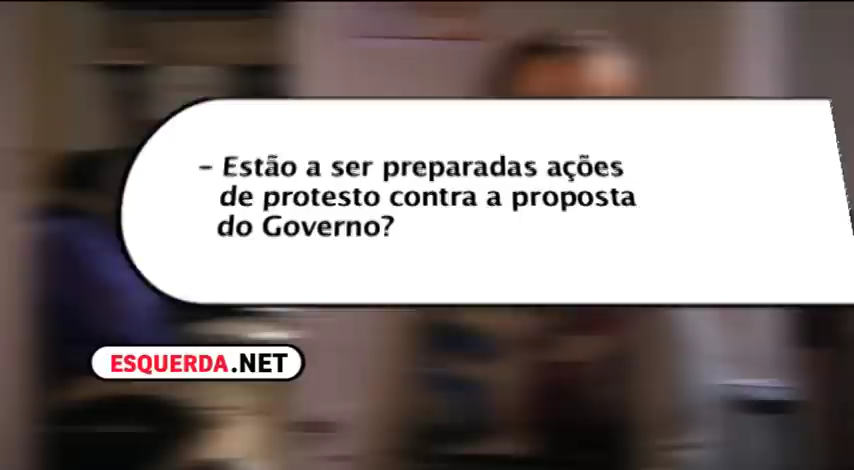 – Estão a ser preparadas ações
de protesto contra a proposta
do Governo?
ESQUERDA.NET